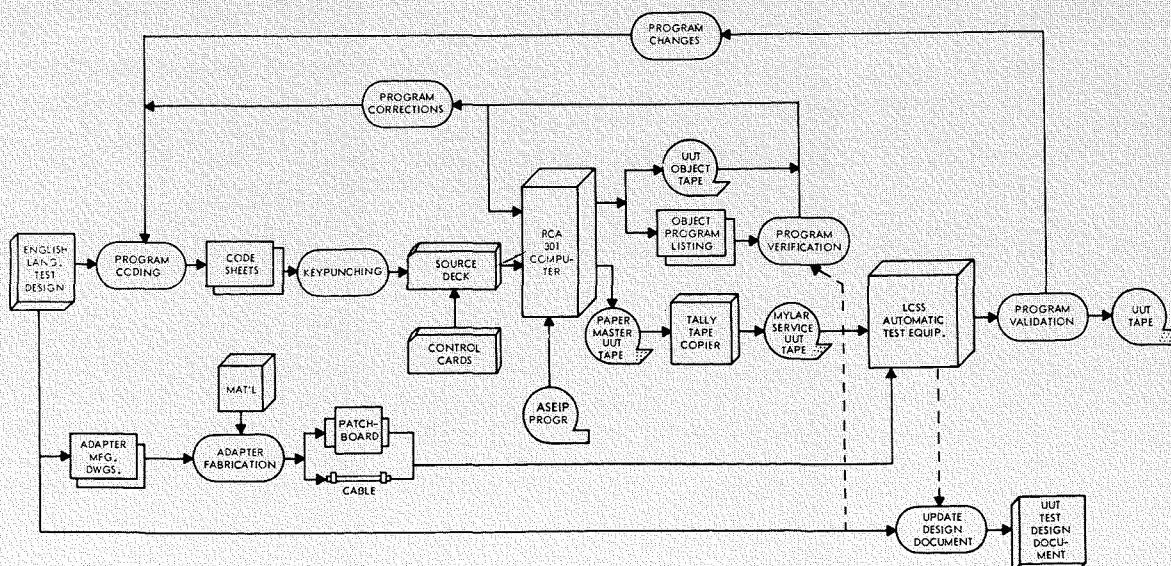 PROGRAM
CHANGES
PROGRAM
CORRECTIONS
UUT
OBJECT
TAPE
ENGLISH
LANG.
TEST
DESIGN
PROGRAM
CODING
CODE
SHEETS
KEYPUNCHING
SOURCE
DECK
RCA
301
COMPU-
TER
OBJECT
PROGRAM
LISTING
PROGRAM
VERIFICATION
CONTROL
CARDS
PAPER
MASTER
UUT
TAPE
TALLY
TAPE
COPIER
MYLAR
SERVICE
UUT
TAPE
LCSS
AUTOMATIC
TEST EQUIP.
PROGRAM
VALIDATION
UUT
TAPE
MAT'L
ASEIP
PROGR
ADAPTER
MFG.
DWGS.
ADAPTER
FABRICATION
PATCH-
BOARD
CABLE
UPDATE
DESIGN
DOCUMENT
UUT
TEST
DESIGN
DOCU-
MENT